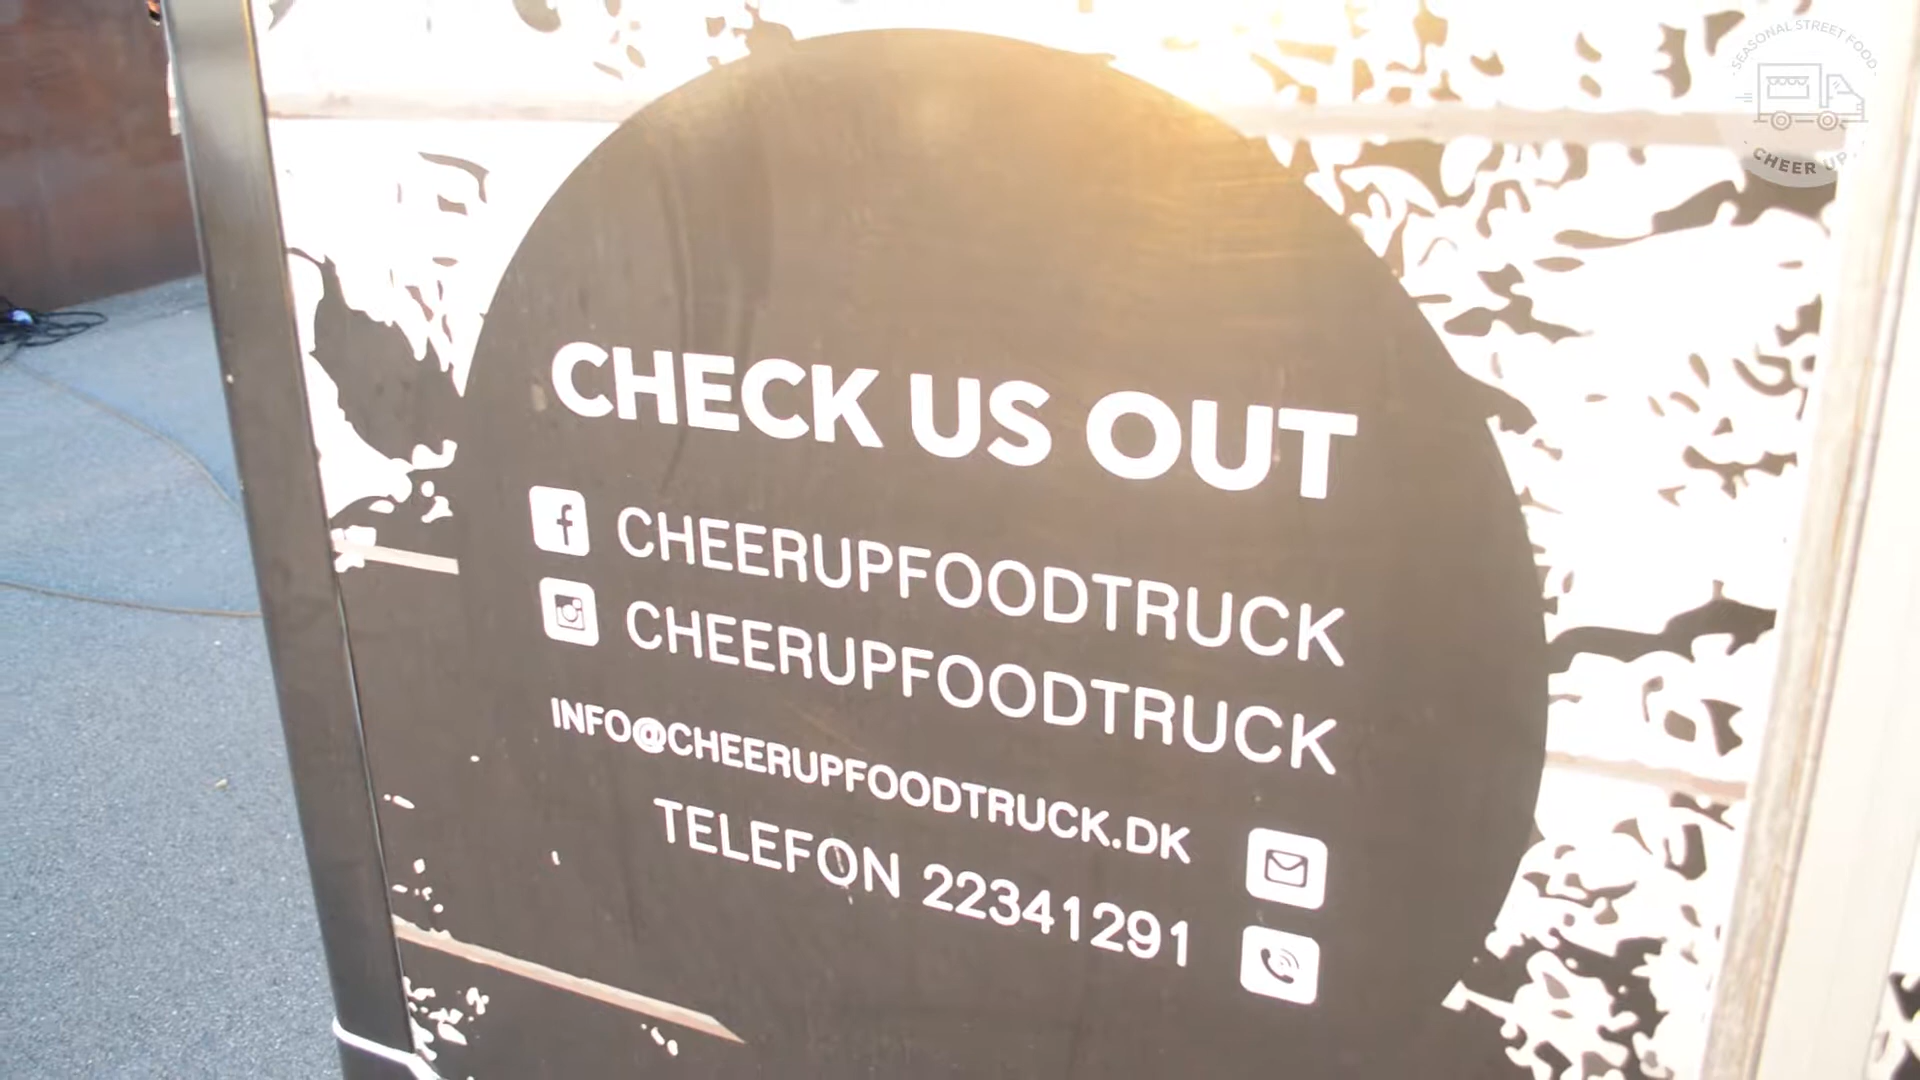 SEASONAL STREET FOOD
CHEER UP
CHECK US OUT
CHEERUPFOODTRUCK
CHEERUPFOODTRUCK
INFO@CHEERUPFOODTRUCK.DK
TELEFON 22341291